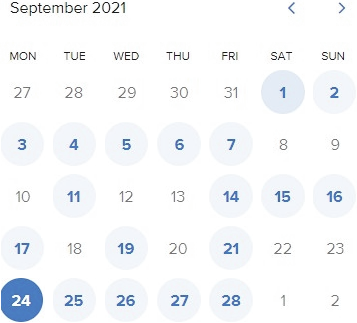 September 2021
MON TUE WED THU FRI SAT SUN
27 28 29 30 31 1 2
3 4 5 6 7 8 9
10 11 12 13 14 15 16
17 18 19 20 21 22 23
24 25 26 27 28 1 2